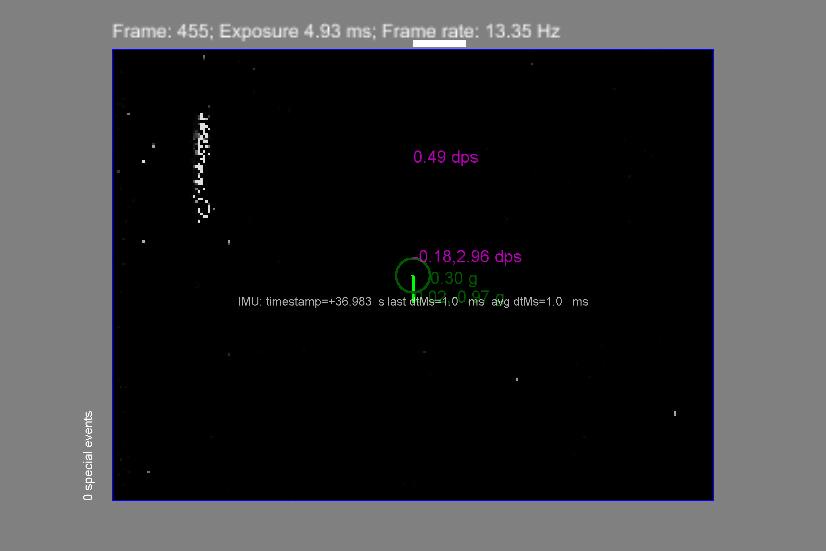 Frame: 455; Exposure 4.93 ms; Frame rate: 13.35 Hz
0.49 dps
-0.18,2.96 dps
0.30 g
0.97 g
IMU: timestamp=+36.983 s last dtMs=1.0 ms avg dtMs=1.0 ms
0 special events